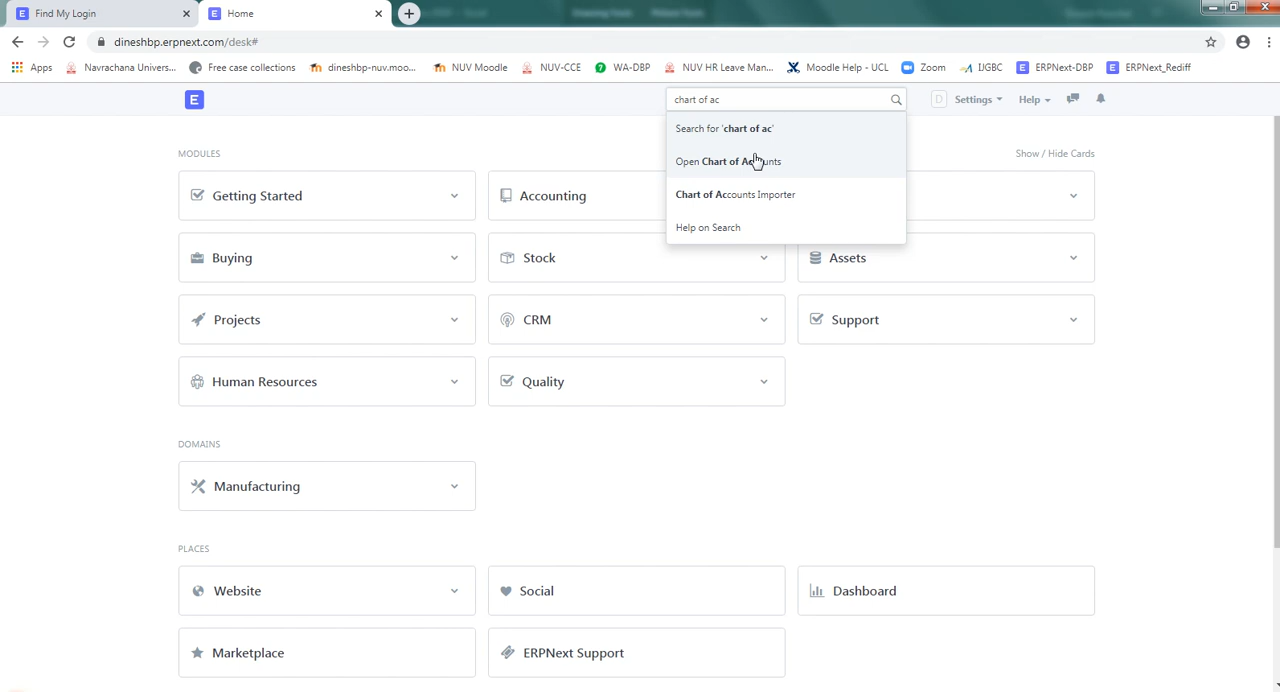 Find My Login
Home
dineshbp.erpnext.com/desk#
Apps
Navrachana Univers...
Free case collections
dineshbp-nuv.moo...
NUV Moodle
NUV-CCE
WA-DBP
NUV HR Leave Man...
Moodle Help - UCL
Zoom
IJGBC
ERPNext-DBP
ERPNext_Rediff
E
chart of ac
D
Settings
Help
Search for 'chart of ac'
Open Chart of Accounts
Chart of Accounts Importer
Help on Search
MODULES
Show / Hide Cards
Getting Started
Accounting
Buying
Stock
Assets
Projects
CRM
Support
Human Resources
Quality
DOMAINS
Manufacturing
PLACES
Website
Social
Dashboard
Marketplace
ERPNext Support